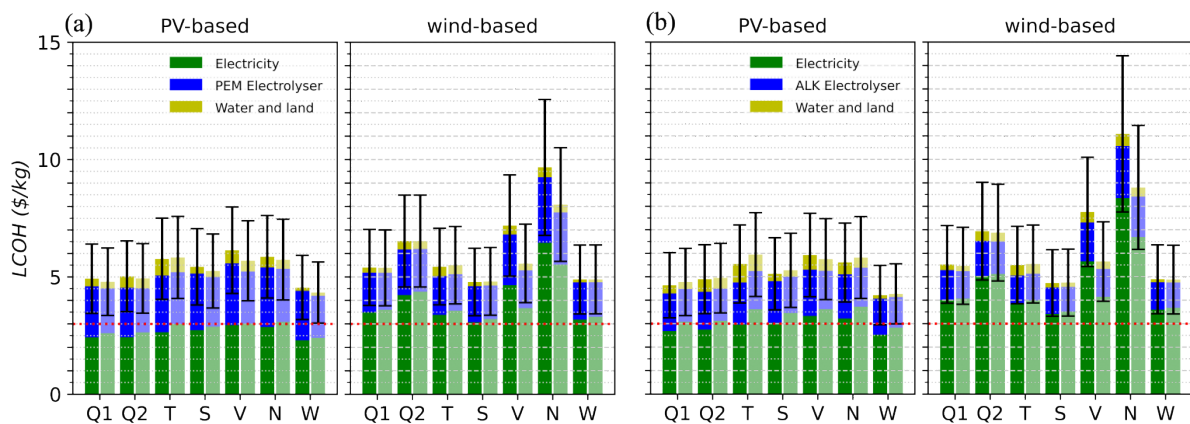 (a) PV-based wind-based
(b) PV-based wind-based
LCOH ($/kg)
15
10
5
0
Electricity
PEM Electrolyser
Water and land
Electricity
ALK Electrolyser
Water and land
Q1 Q2 T S V N W
Q1 Q2 T S V N W
Q1 Q2 T S V N W
Q1 Q2 T S V N W